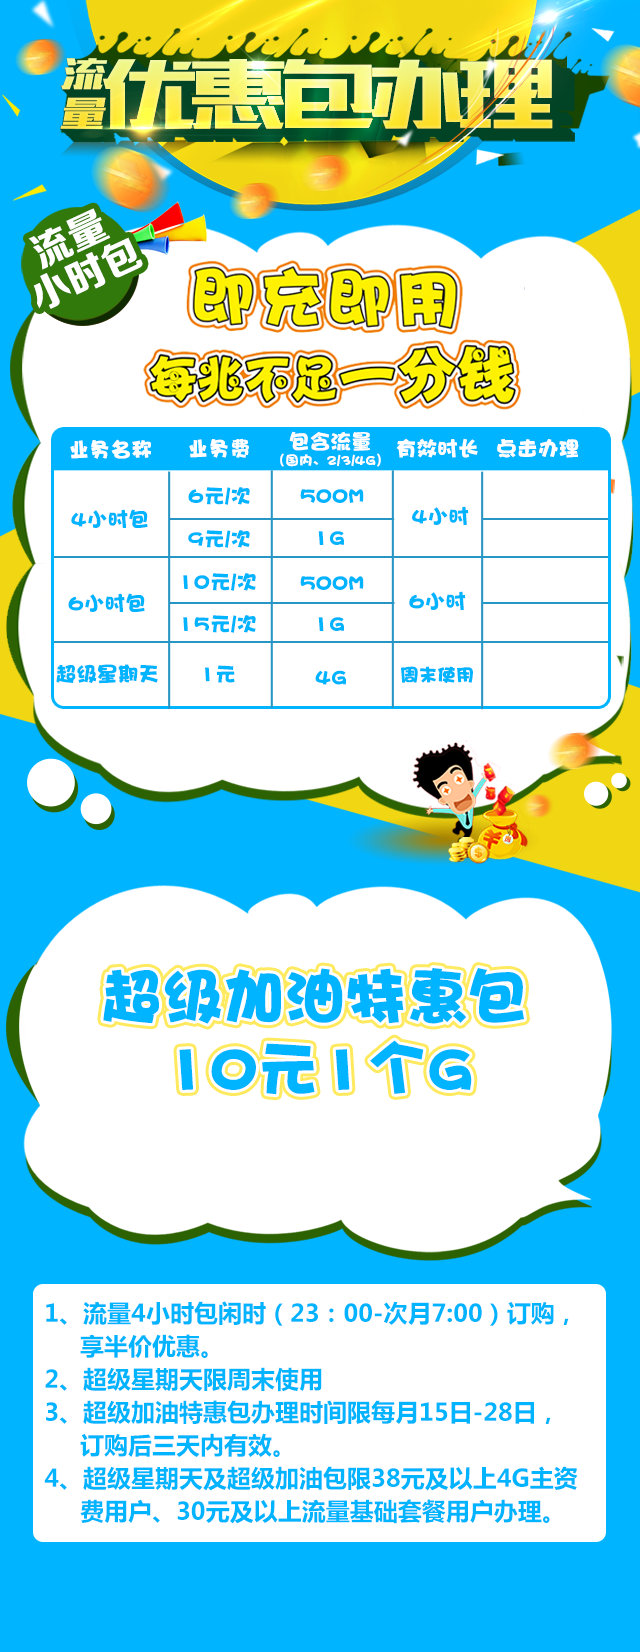 流量
优惠包办理
流量
小时包
即充即用
每兆不足一分钱
业务名称 业务费 包含流量 有效时长 点击办理
(国内、2/3/4G)
4小时包 6元/次 500M 4小时
9元/次 1G
6小时包 10元/次 500M 6小时
15元/次 1G
超级星期天 1元 4G 周末使用
超级加油特惠包
10元1个G
1、流量4小时包闲时（23：00-次月7:00）订购，
享半价优惠。
2、超级星期天限周末使用
3、超级加油特惠包办理时间限每月15日-28日，
订购后三天内有效。
4、超级星期天及超级加油包限38元及以上4G主资
费用户、30元及以上流量基础套餐用户办理。